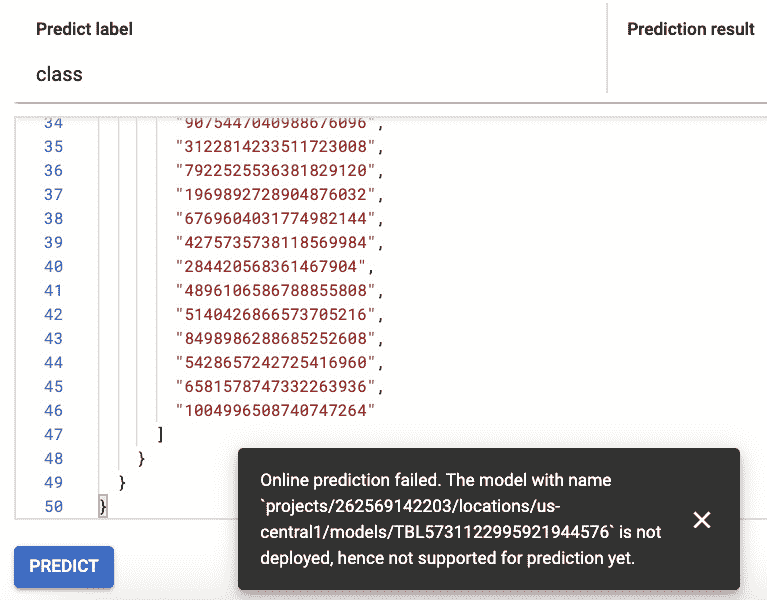 Predict label
Prediction result
class
34 "9075447040988676096",
35 "3122814233511723008",
36 "7922525536381829120",
37 "1969892728904876032",
38 "6769604031774982144",
39 "4275735738118569984",
40 "284420568361467904",
41 "4896106586788855808",
42 "5140426866573705216",
43 "8498986288685252608",
44 "5428657242725416960",
45 "6581578747332263936",
46 "1004996508740747264"
47 ]
48 }
49 }
50 }
Online prediction failed. The model with name
`projects/262569142203/locations/us-
central1/models/TBL5731122995921944576` is not
deployed, hence not supported for prediction yet.
PREDICT